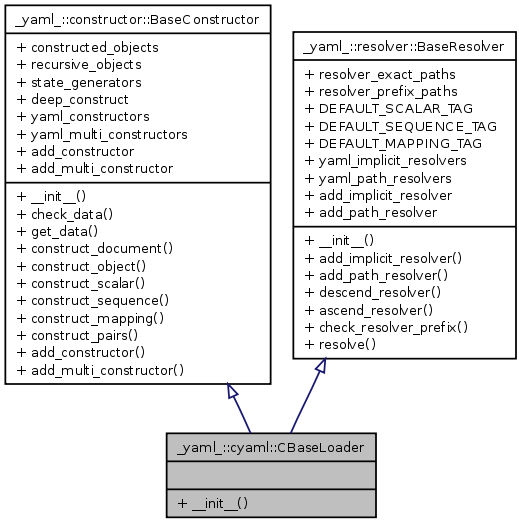 _yaml_::constructor::BaseConstructor
+ constructed_objects
+ recursive_objects
+ state_generators
+ deep_construct
+ yaml_constructors
+ yaml_multi_constructors
+ add_constructor
+ add_multi_constructor
+ __init__()
+ check_data()
+ get_data()
+ construct_document()
+ construct_object()
+ construct_scalar()
+ construct_sequence()
+ construct_mapping()
+ construct_pairs()
+ add_constructor()
+ add_multi_constructor()
_yaml_::resolver::BaseResolver
+ resolver_exact_paths
+ resolver_prefix_paths
+ DEFAULT_SCALAR_TAG
+ DEFAULT_SEQUENCE_TAG
+ DEFAULT_MAPPING_TAG
+ yaml_implicit_resolvers
+ yaml_path_resolvers
+ add_implicit_resolver
+ add_path_resolver
+ __init__()
+ add_implicit_resolver()
+ add_path_resolver()
+ descend_resolver()
+ ascend_resolver()
+ check_resolver_prefix()
+ resolve()
_yaml_::cyaml::CBaseLoader
+ __init__()